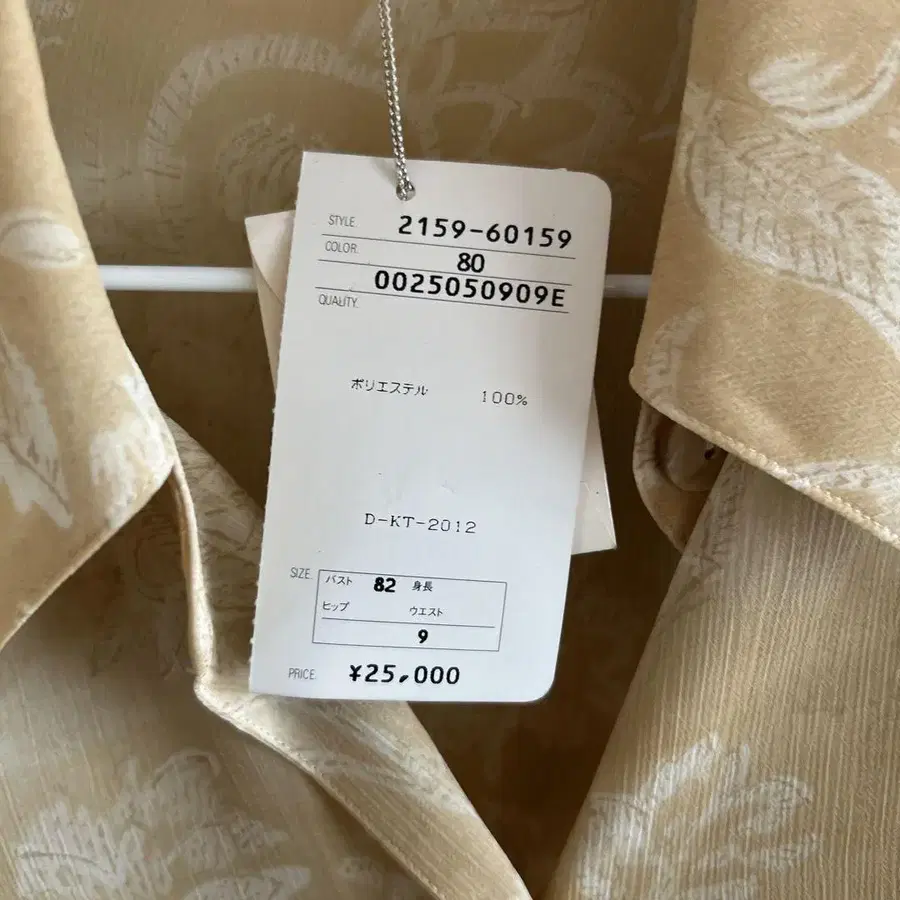 STYLE. 2159-60159
COLOR. 80
0025050909E
QUALITY.
ポリエステル 100%
D-KT-2012
SIZE. バスト 82 身長
ヒップ ウエスト
9
PRICE. ¥25,000